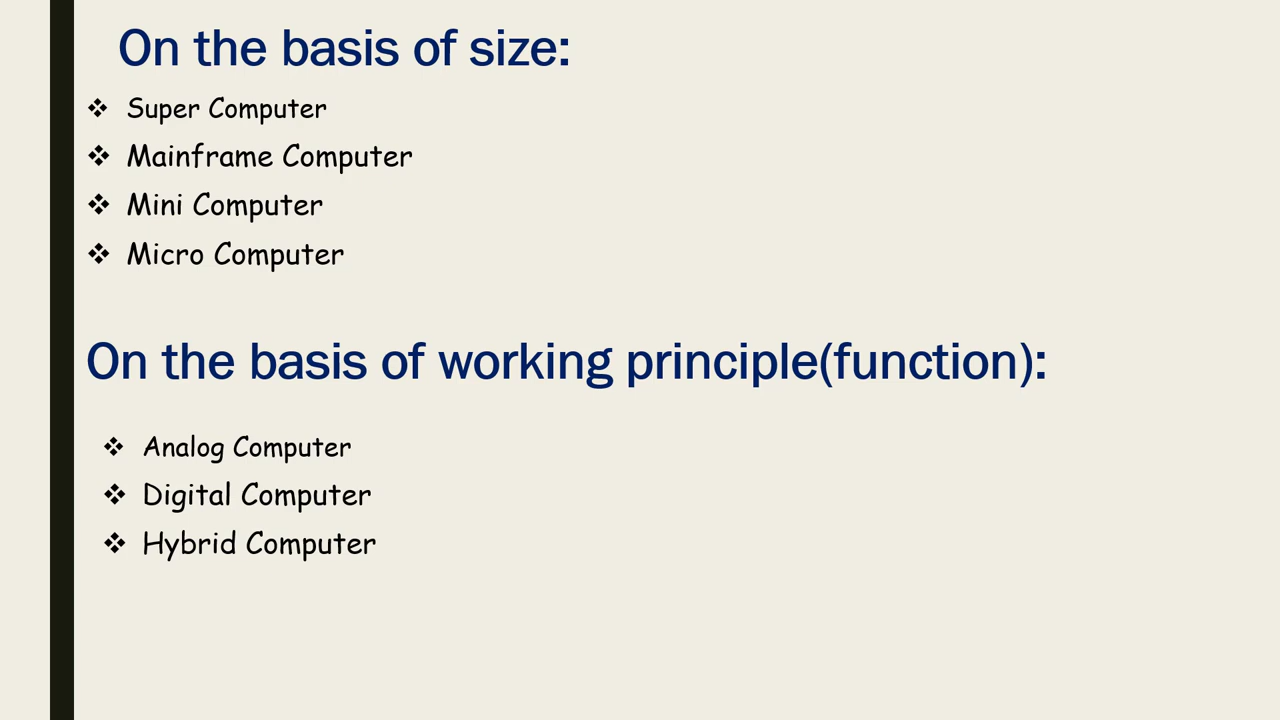 On the basis of size:
❖ Super Computer
❖ Mainframe Computer
❖ Mini Computer
❖ Micro Computer
On the basis of working principle(function):
❖ Analog Computer
❖ Digital Computer
❖ Hybrid Computer